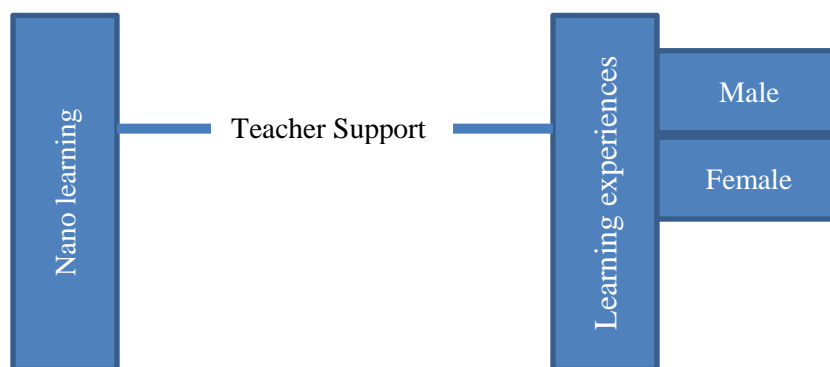 Nano learning
Teacher Support
Learning experiences
Male
Female